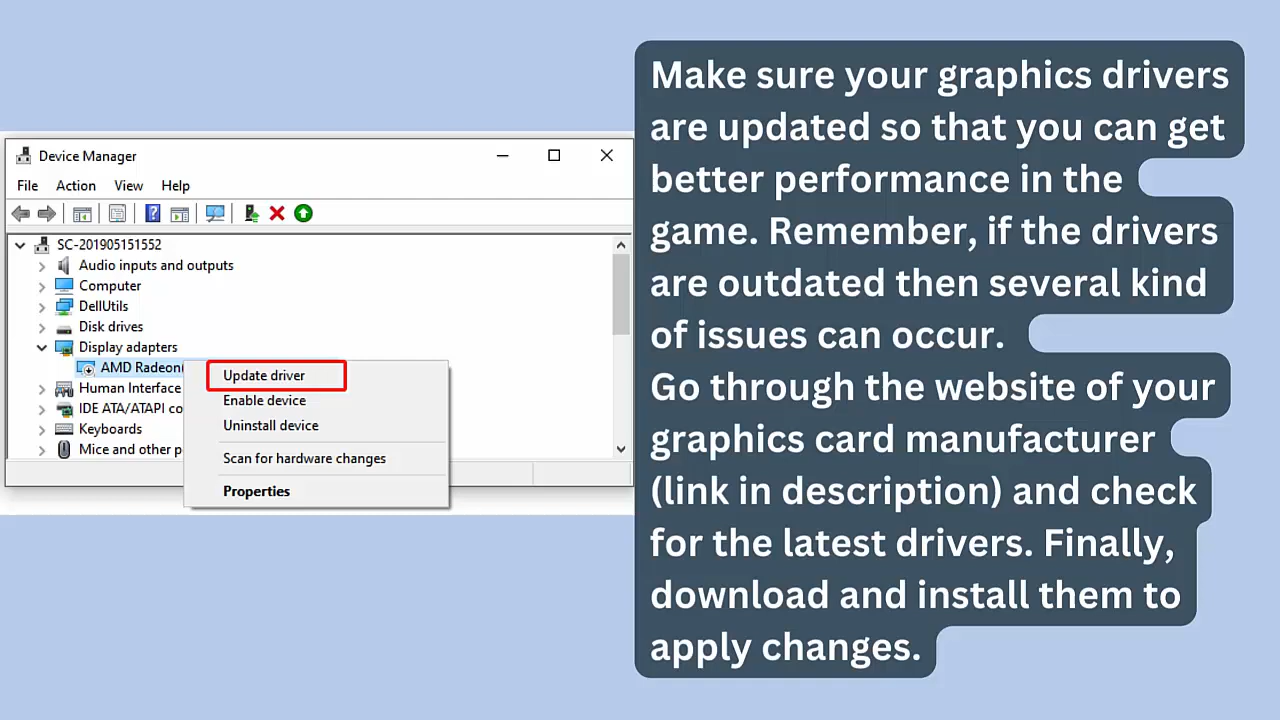 Device Manager
File Action View Help
SC-201905151552
Audio inputs and outputs
Computer
DellUtils
Disk drives
Display adapters
AMD Radeon(
Human Interface
IDE ATA/ATAPI co
Keyboards
Mice and other p
Update driver
Enable device
Uninstall device
Scan for hardware changes
Properties
Make sure your graphics drivers
are updated so that you can get
better performance in the
game. Remember, if the drivers
are outdated then several kind
of issues can occur.
Go through the website of your
graphics card manufacturer
(link in description) and check
for the latest drivers. Finally,
download and install them to
apply changes.